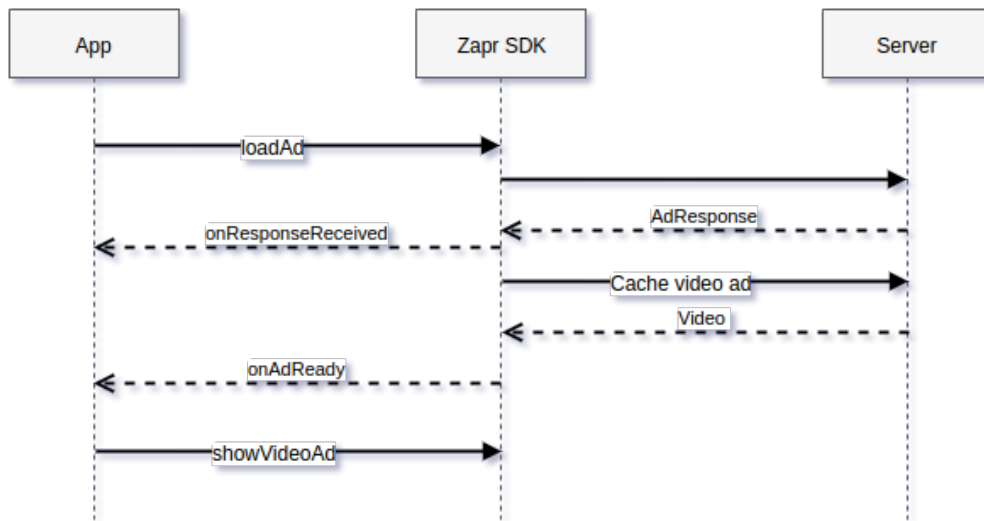 App
Zapr SDK
Server
loadAd
AdResponse
onResponseReceived
Cache video ad
Video
onAdReady
showVideoAd